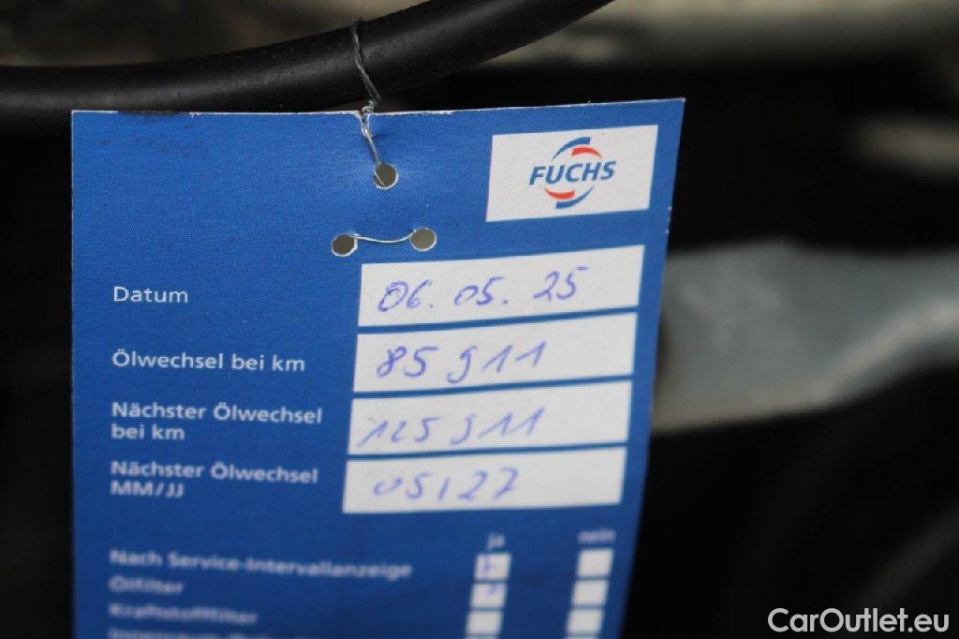 FUCHS
Datum 06.05.25
Ölwechsel bei km 85 911
Nächster Ölwechsel
bei km 115 911
Nächster Ölwechsel
MM/JJ 05/27
ja nein
Nach Service-Intervallanzeige
Ölfilter
Kraftstofffilter
CarOutlet.eu